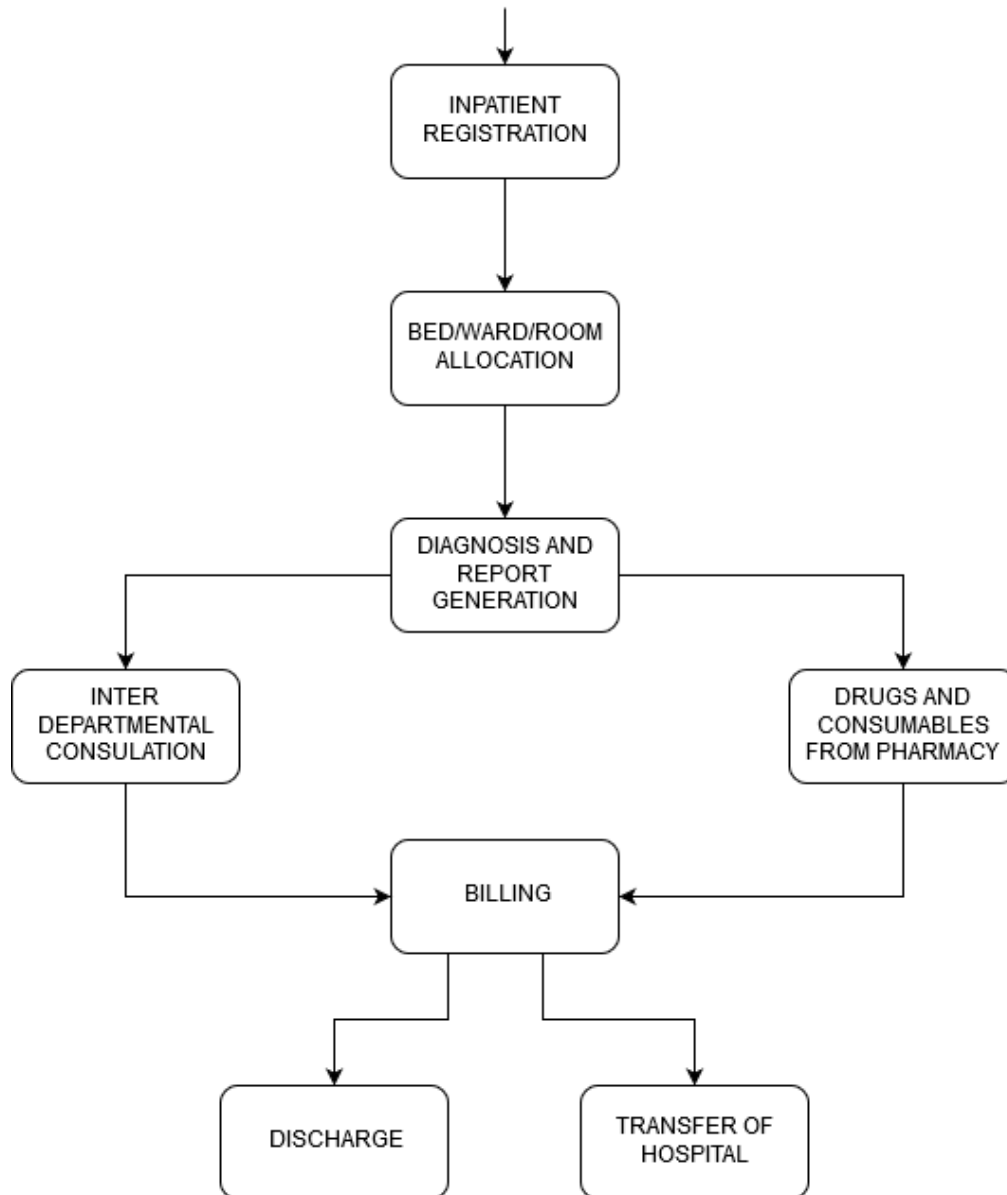 INPATIENT
REGISTRATION
BED/WARD/ROOM
ALLOCATION
DIAGNOSIS AND
REPORT
GENERATION
INTER
DEPARTMENTAL
CONSULATION
DRUGS AND
CONSUMABLES
FROM PHARMACY
BILLING
DISCHARGE
TRANSFER OF
HOSPITAL